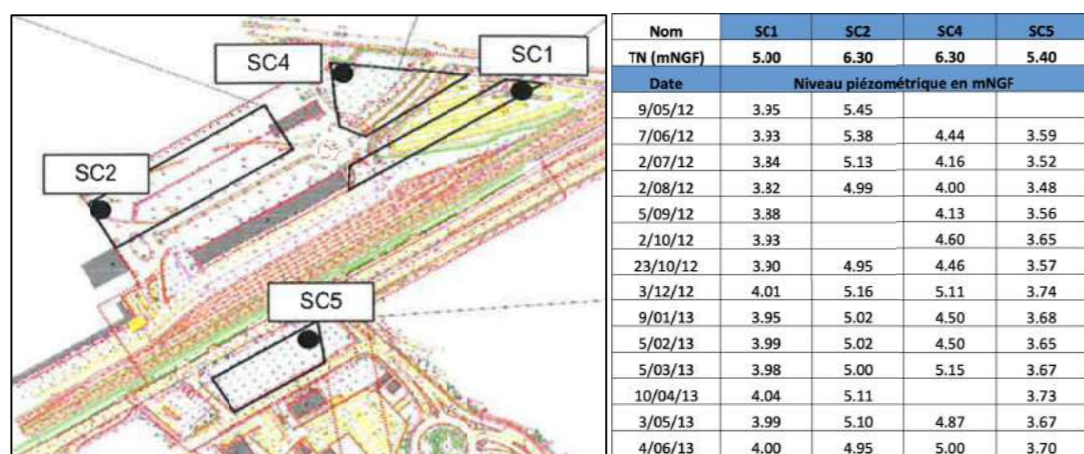 SC4
SC1
SC2
SC5
Nom SC1 SC2 SC4 SC5
TN (mNGF) 5.00 6.30 6.30 5.40
Date Niveau piézométrique en mNGF
9/05/12 3.95 5.45
7/06/12 3.93 5.38 4.44 3.59
2/07/12 3.84 5.13 4.16 3.52
2/08/12 3.82 4.99 4.00 3.48
5/09/12 3.88 4.13 3.56
2/10/12 3.93 4.60 3.65
23/10/12 3.90 4.95 4.46 3.57
3/12/12 4.01 5.16 5.11 3.74
9/01/13 3.95 5.02 4.50 3.68
5/02/13 3.99 5.02 4.50 3.65
5/03/13 3.98 5.00 5.15 3.67
10/04/13 4.04 5.11 3.73
3/05/13 3.99 5.10 4.87 3.67
4/06/13 4.00 4.95 5.00 3.70